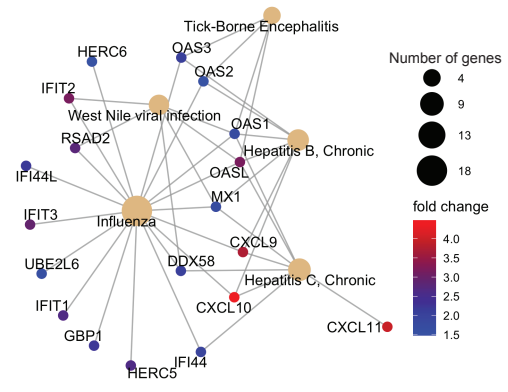 Tick-Borne Encephalitis
HERC6
OAS3
OAS2
IFIT2
West Nile viral infection
OAS1
RSAD2
Hepatitis B, Chronic
IFI44L
OASL
MX1
IFIT3
Influenza
CXCL9
UBE2L6
DDX58
Hepatitis C, Chronic
IFIT1
CXCL10
GBP1
CXCL11
HERC5
IFI44
Number of genes
4
9
13
18
fold change
4.0
3.5
3.0
2.5
2.0
1.5